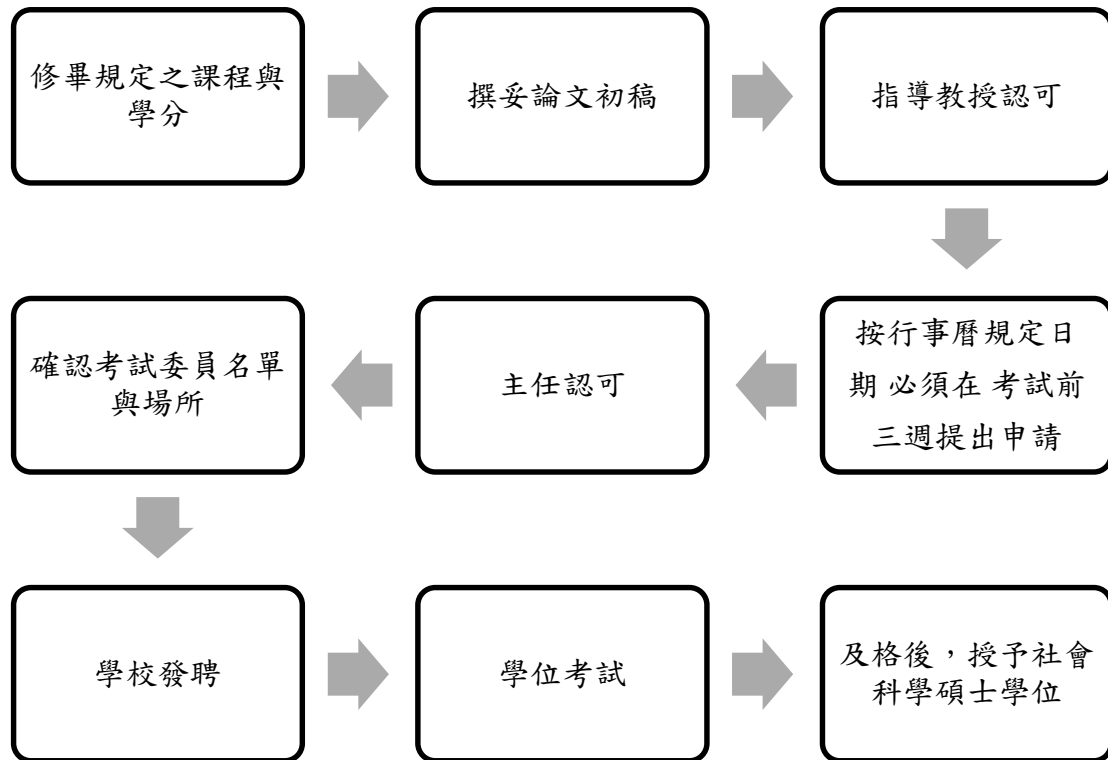 修畢規定之課程與
學分
撰妥論文初稿
指導教授認可
按行事曆規定日
期 必須在 考試前
三週提出申請
主任認可
確認考試委員名單
與場所
學校發聘
學位考試
及格後，授予社會
科學碩士學位